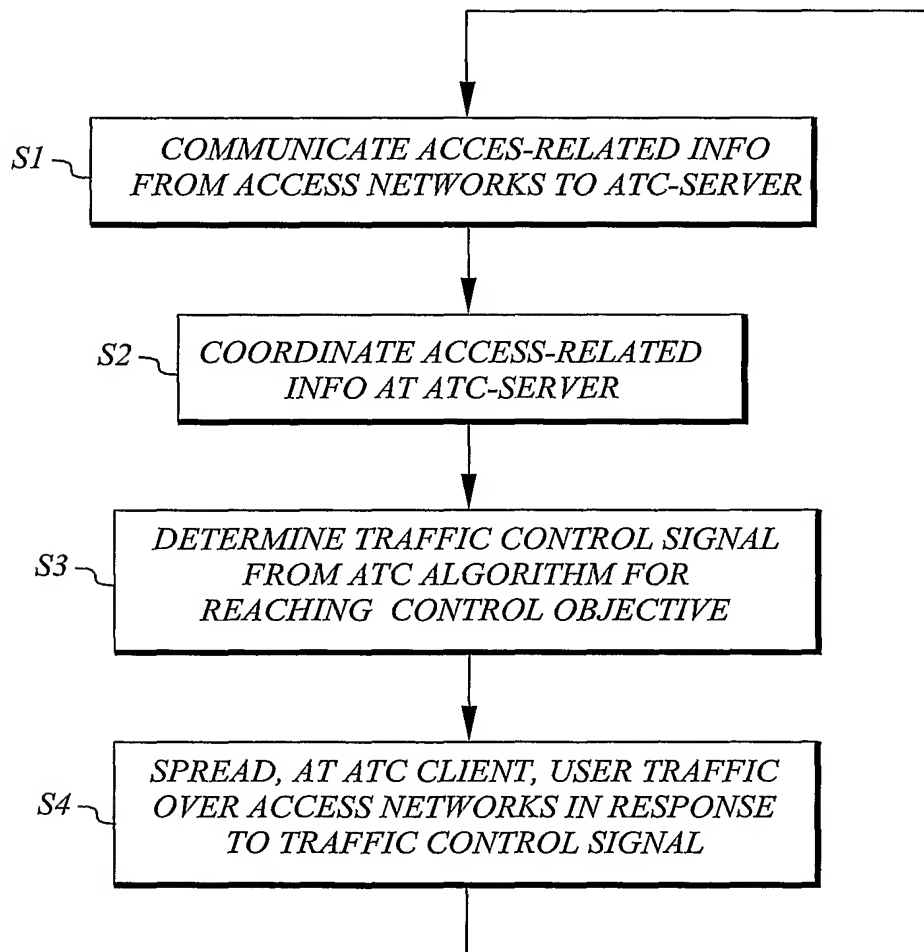 S1
COMMUNICATE ACCES-RELATED INFO
FROM ACCESS NETWORKS TO ATC-SERVER
S2
COORDINATE ACCESS-RELATED
INFO AT ATC-SERVER
S3
DETERMINE TRAFFIC CONTROL SIGNAL
FROM ATC ALGORITHM FOR
REACHING CONTROL OBJECTIVE
S4
SPREAD, AT ATC CLIENT, USER TRAFFIC
OVER ACCESS NETWORKS IN RESPONSE
TO TRAFFIC CONTROL SIGNAL